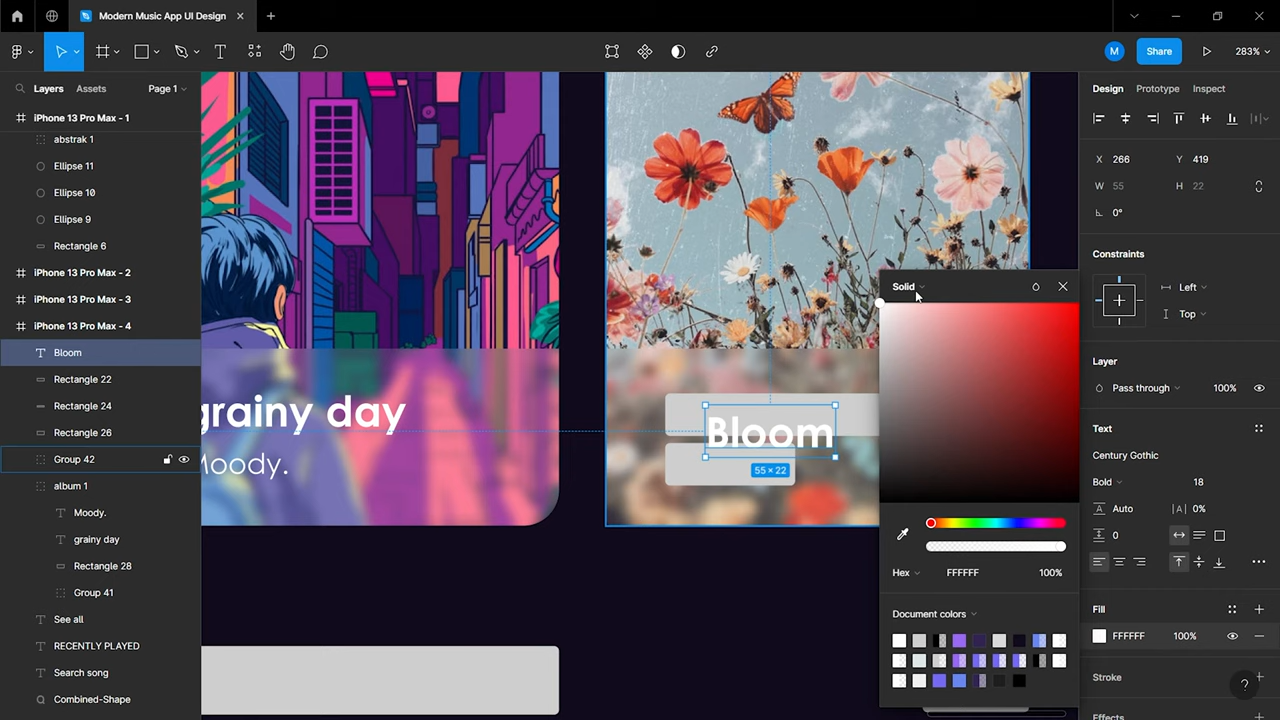 Modern Music App UI Design
M
Share
283%
Layers
Assets
Page 1
iPhone 13 Pro Max - 1
abstrak 1
Ellipse 11
Ellipse 10
Ellipse 9
Rectangle 6
iPhone 13 Pro Max - 2
iPhone 13 Pro Max - 3
iPhone 13 Pro Max - 4
Bloom
Rectangle 22
Rectangle 24
Rectangle 26
Group 42
album 1
Moody.
grainy day
Rectangle 28
Group 41
See all
RECENTLY PLAYED
Search song
Combined-Shape
grainy day
Moody.
Bloom
55 × 22
Solid
Hex
FFFFFF
100%
Document colors
Design
Prototype
Inspect
X 266
Y 419
W 55
H 22
0°
Constraints
Left
Top
Layer
Pass through
100%
Text
Century Gothic
Bold
18
A Auto
|A| 0%
0
Fill
FFFFFF
100%
Stroke
Effects
?